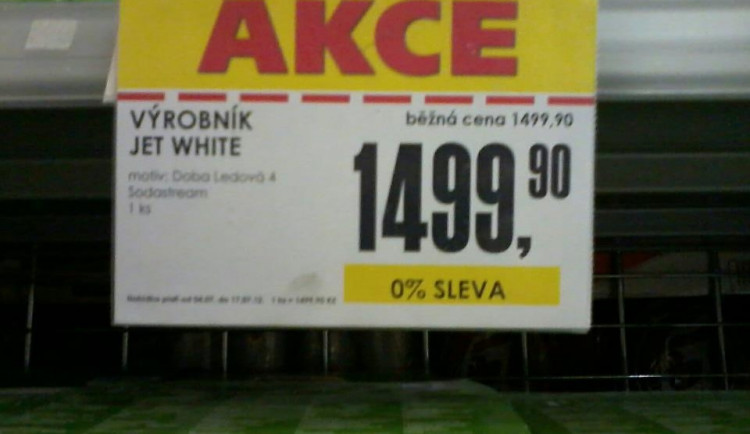 AKCE
VÝROBNÍK
JET WHITE
motiv: Doba Ledová 4
Sodastream
1 ks
běžná cena 1499,90
1499,90
0% SLEVA